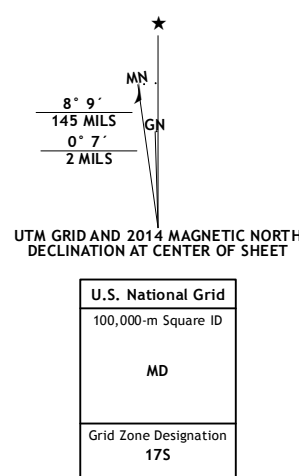 MN
GN
8° 9´
145 MILS
0° 7´
2 MILS
UTM GRID AND 2014 MAGNETIC NORTH
DECLINATION AT CENTER OF SHEET
U.S. National Grid
100,000-m Square ID
MD
Grid Zone Designation
17S